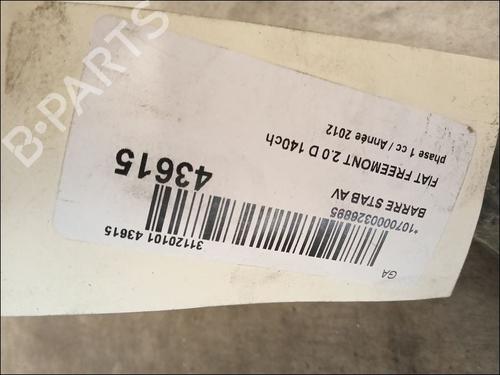 FIAT FREEMONT 2.0 D 140ch
phase 1 cc / Année 2012
43615
BARRE STAB AV
*1070000326895
31120101 43615
GA
B-PARTS